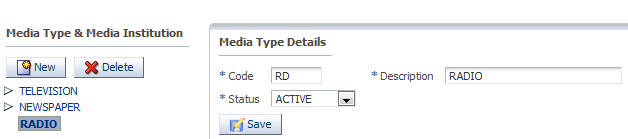 Media Type & Media Institution
New Delete
TELEVISION
NEWSPAPER
RADIO
Media Type Details
* Code RD * Description RADIO
* Status ACTIVE
Save